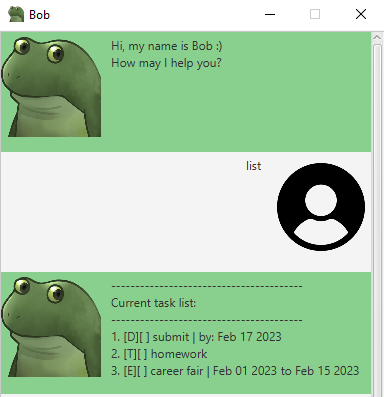 Bob
Hi, my name is Bob :)
How may I help you?
list
----------------------------------------
Current task list:
----------------------------------------
1. [D][ ] submit | by: Feb 17 2023
2. [T][ ] homework
3. [E][ ] career fair | Feb 01 2023 to Feb 15 2023